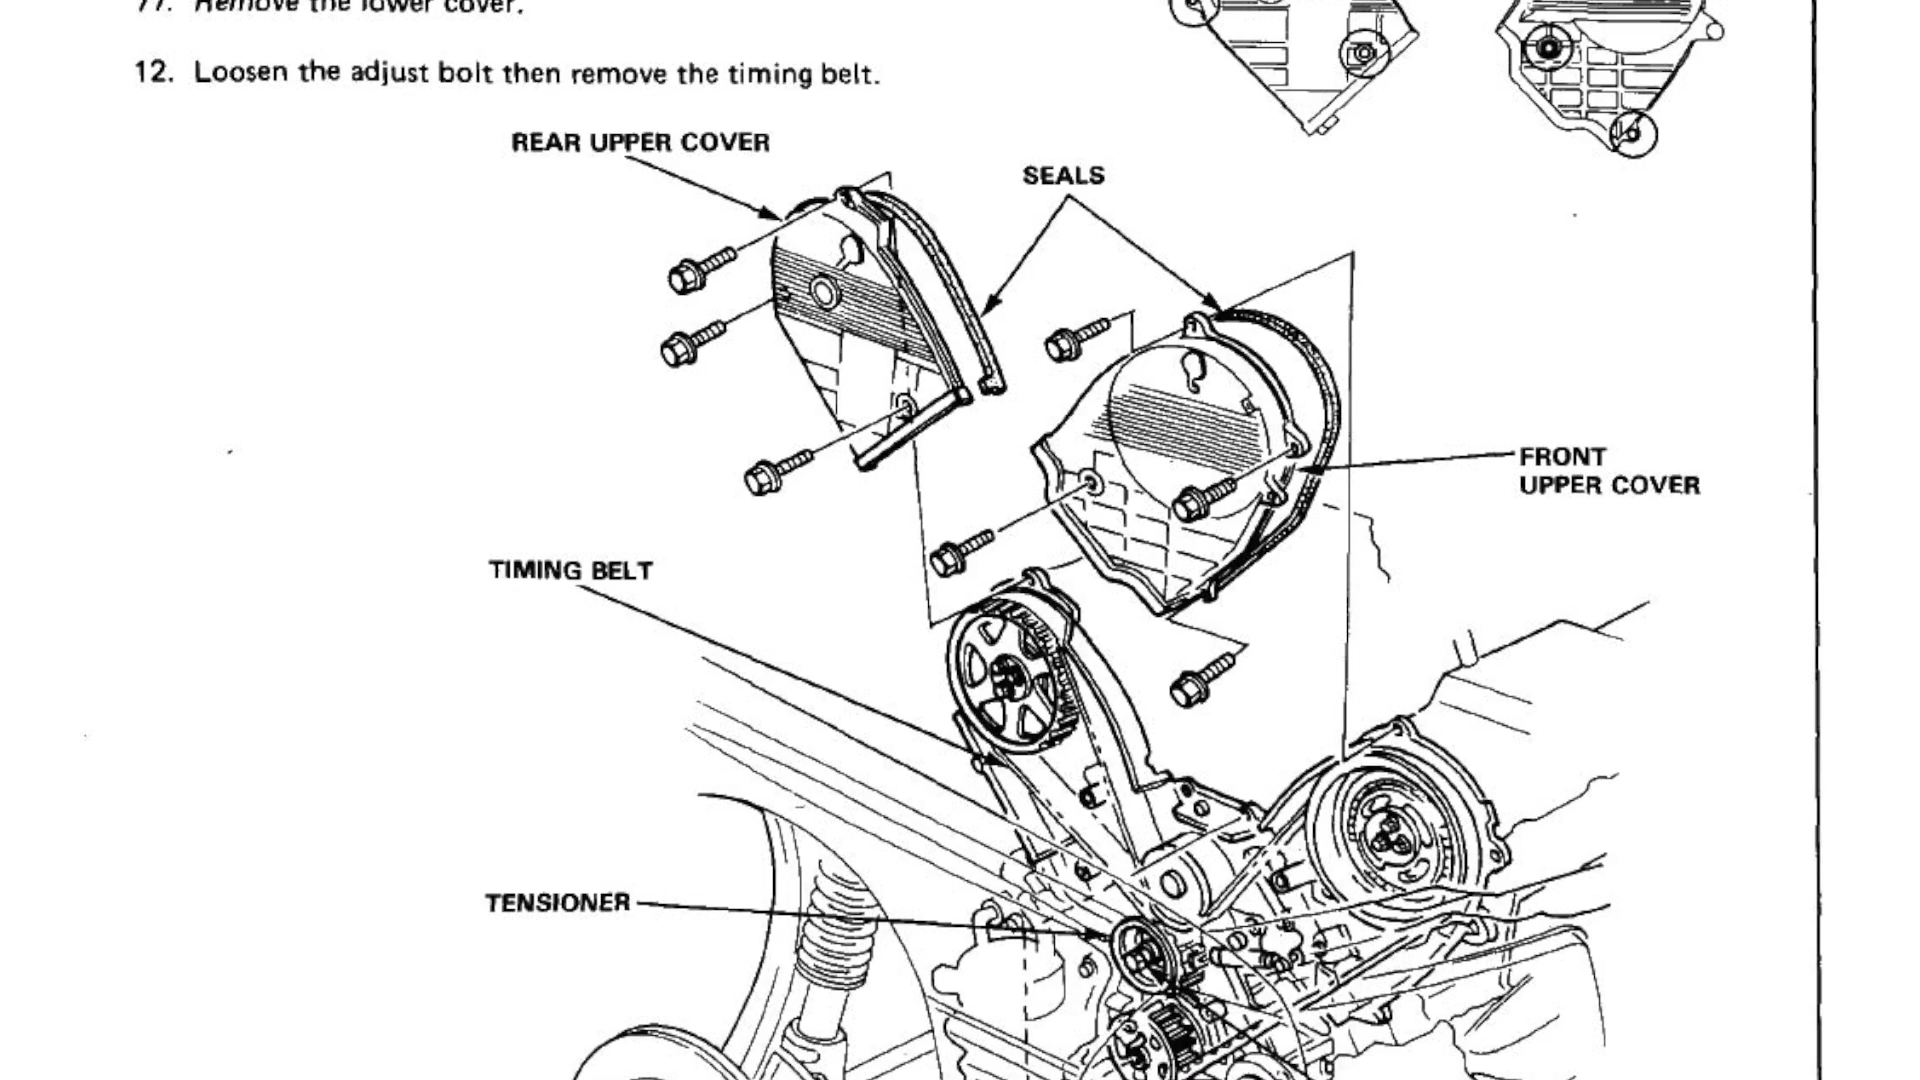 11. Remove the lower cover.
12. Loosen the adjust bolt then remove the timing belt.
REAR UPPER COVER
SEALS
FRONT
UPPER COVER
TIMING BELT
TENSIONER